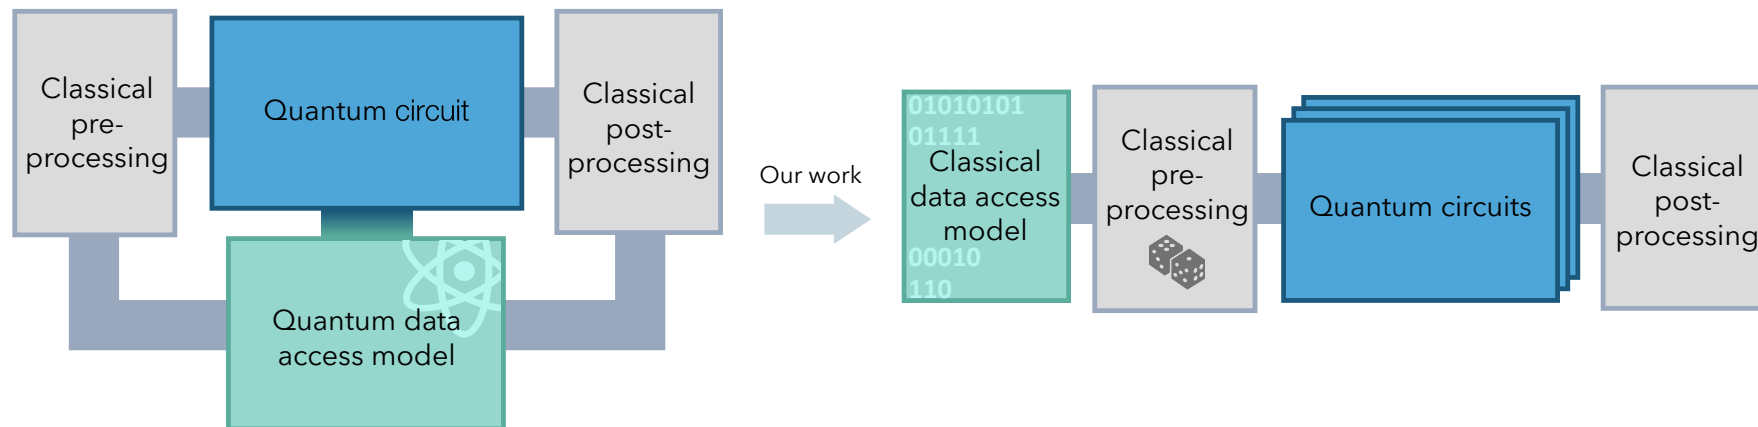 Classical
pre-
processing
Quantum circuit
Classical
post-
processing
Quantum data
access model
Our work
01010101
01111
Classical
data access
model
00010
110
Classical
pre-
processing
Quantum circuits
Classical
post-
processing